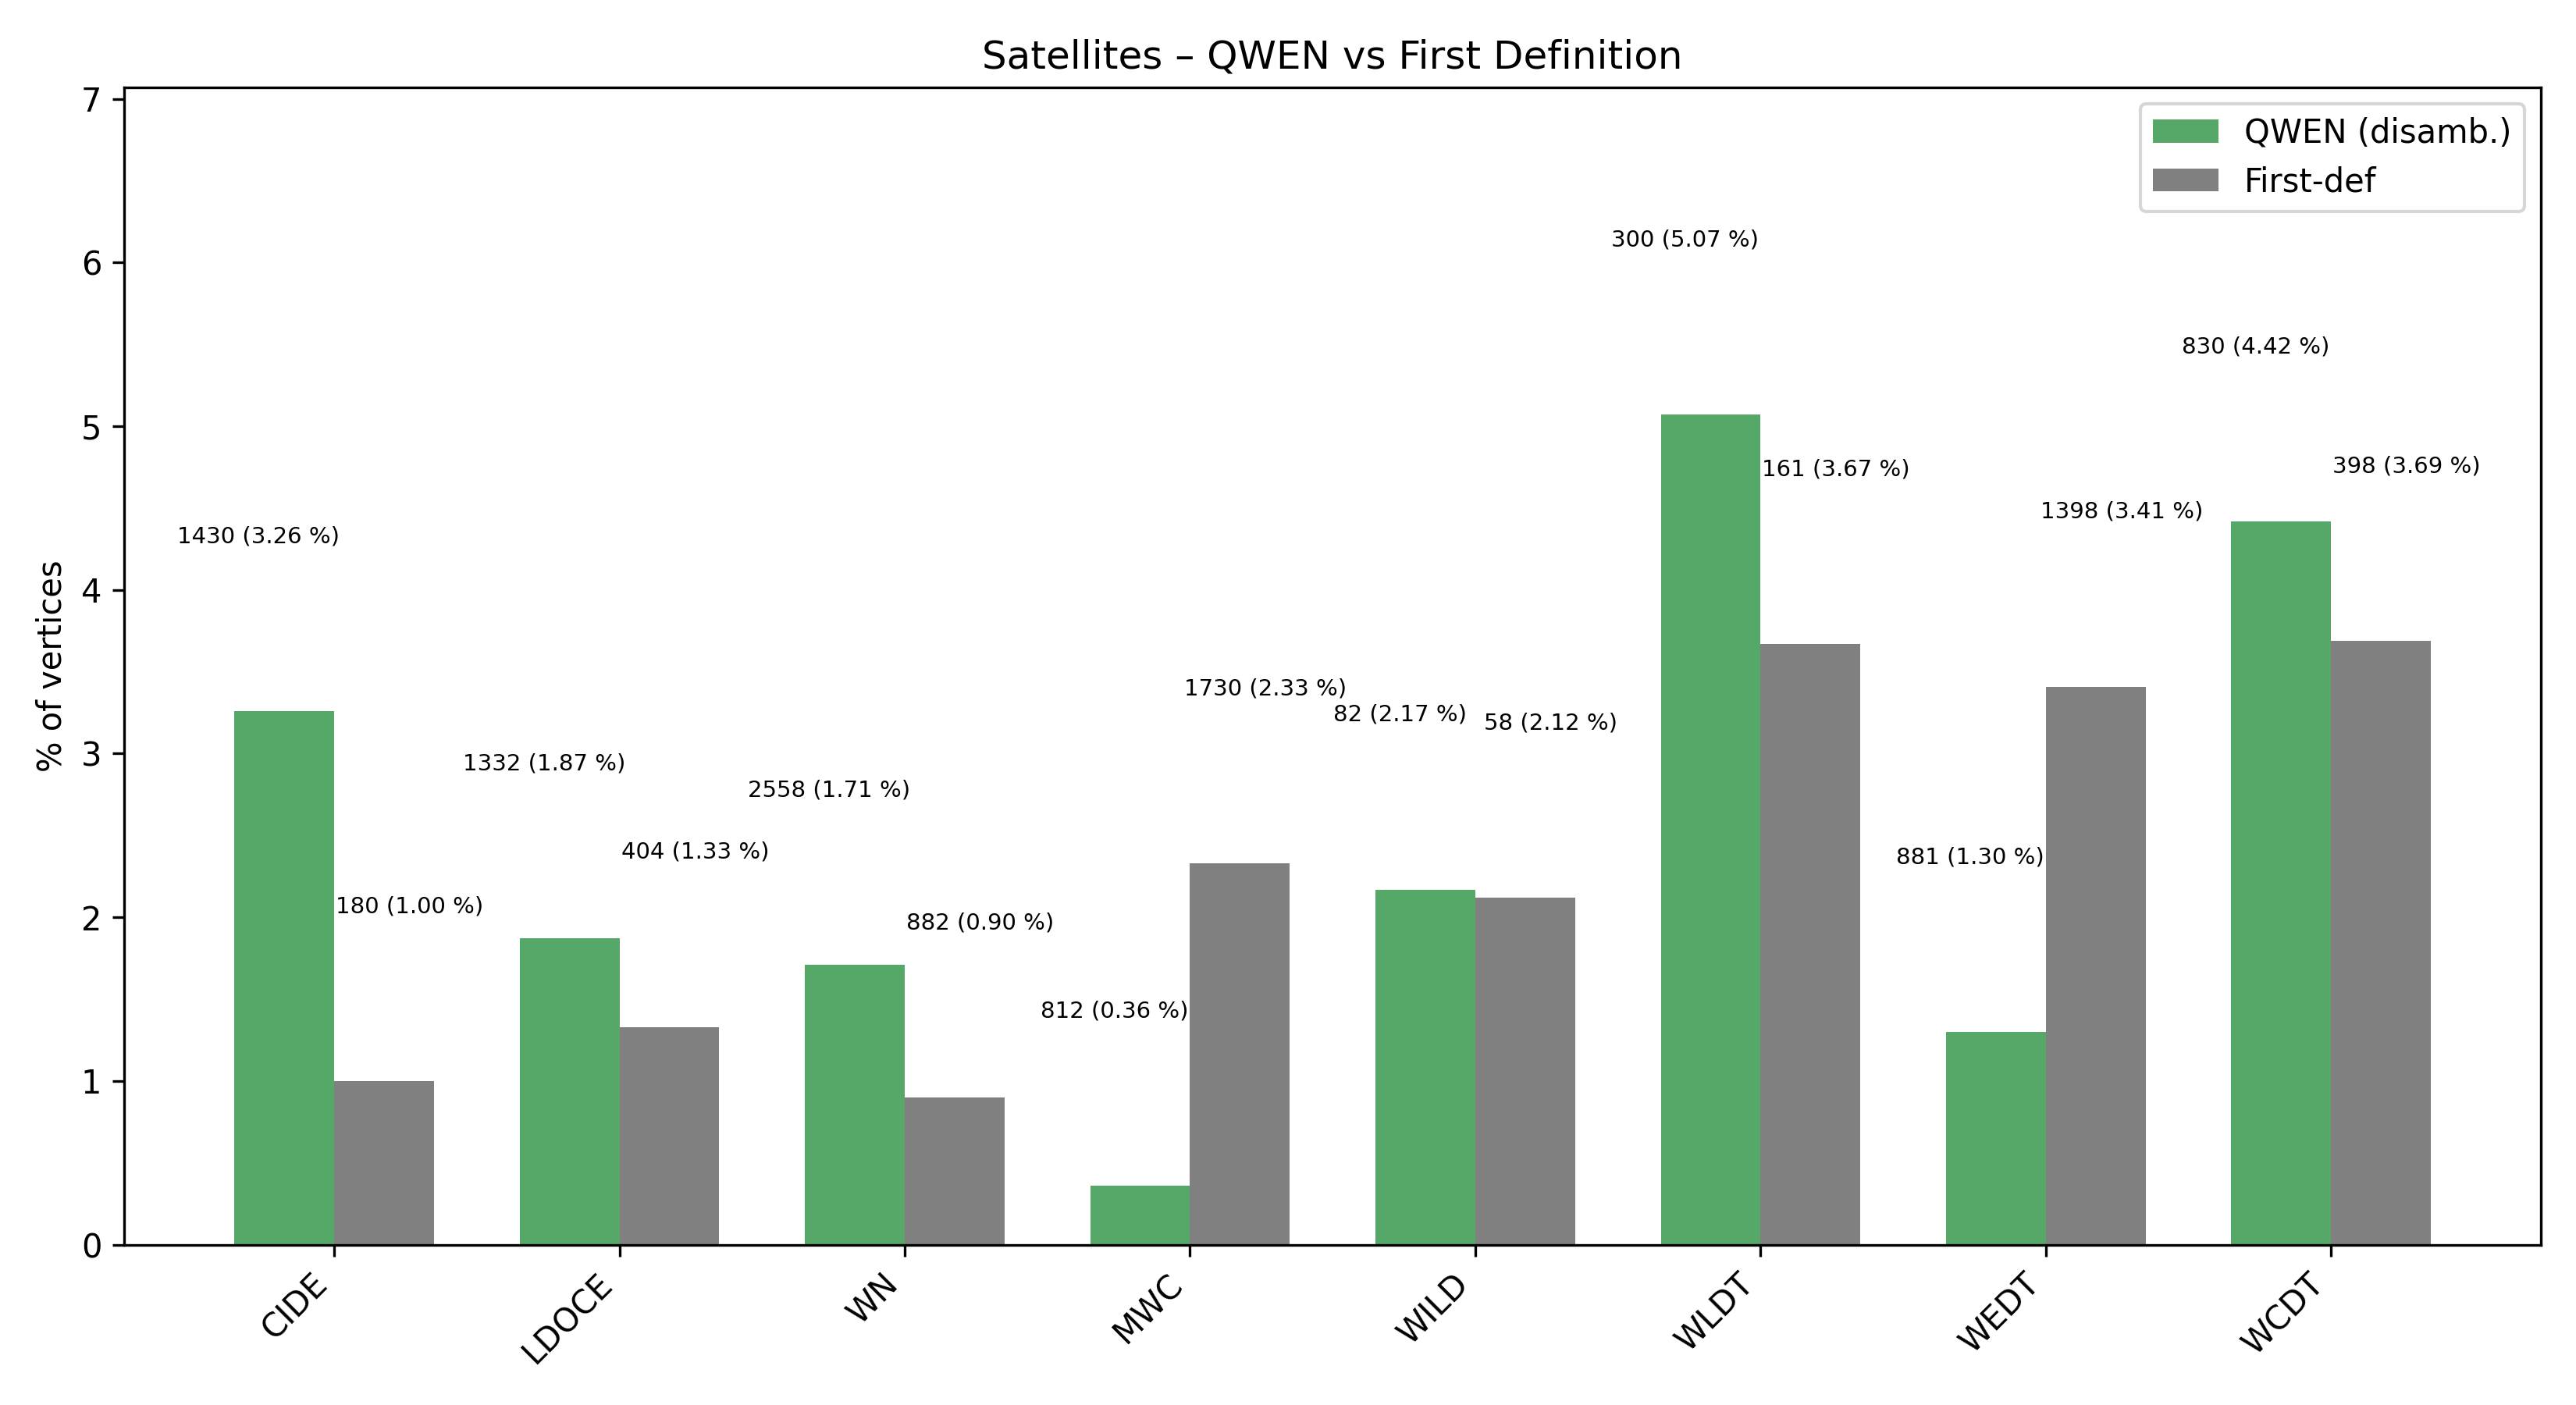 Satellites – QWEN vs First Definition
QWEN (disamb.)
First-def
% of vertices
7
6
5
4
3
2
1
0
1430 (3.26 %)
180 (1.00 %)
1332 (1.87 %)
404 (1.33 %)
2558 (1.71 %)
882 (0.90 %)
812 (0.36 %)
1730 (2.33 %)
82 (2.17 %)
58 (2.12 %)
300 (5.07 %)
161 (3.67 %)
881 (1.30 %)
1398 (3.41 %)
830 (4.42 %)
398 (3.69 %)
CIDE
LDOCE
WN
MWC
WILD
WLDT
WEDT
WCDT